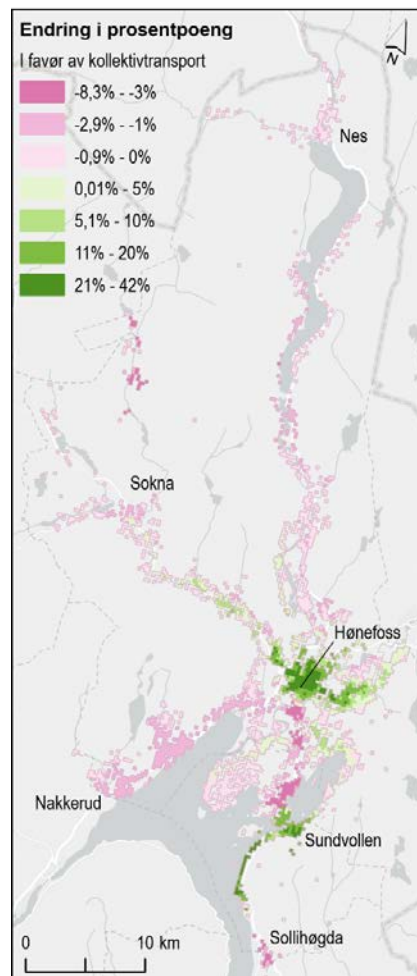 Endring i prosentpoeng
I favør av kollektivtransport
-8,3% - -3%
-2,9% - -1%
-0,9% - 0%
0,01% - 5%
5,1% - 10%
11% - 20%
21% - 42%
N
Nes
Sokna
Hønefoss
Nakkerud
Sundvollen
Sollihøgda
0 10 km